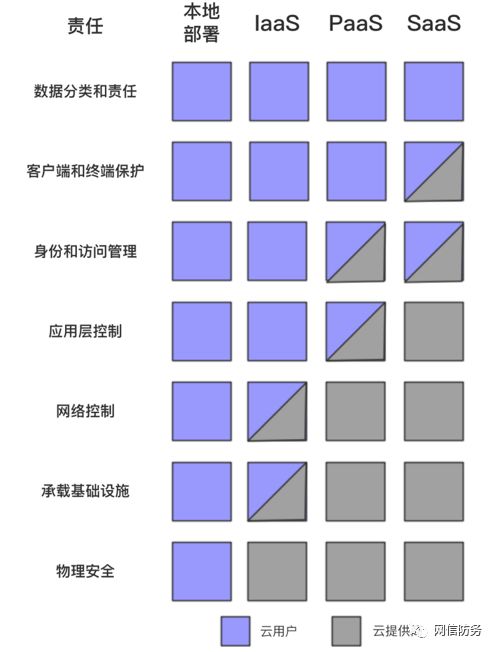 责任
本地
部署
IaaS
PaaS
SaaS
数据分类和责任
客户端和终端保护
身份和访问管理
应用层控制
网络控制
承载基础设施
物理安全
云用户
云提供
网信防务